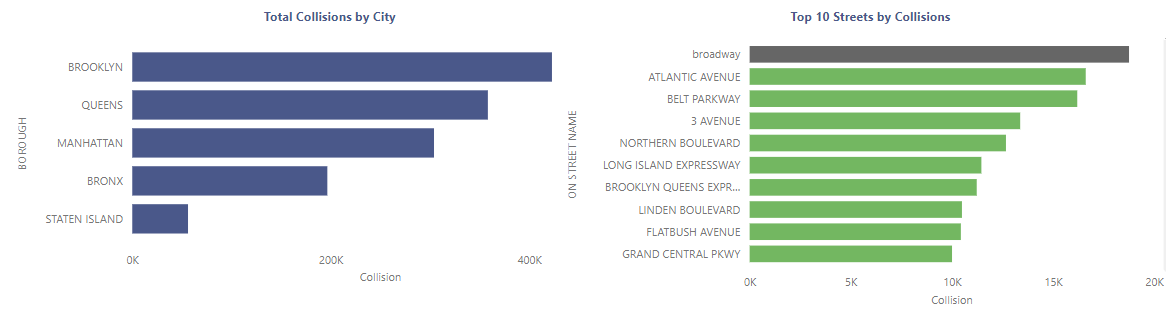 Total Collisions by City
BOROUGH
BROOKLYN
QUEENS
MANHATTAN
BRONX
STATEN ISLAND
0K 200K 400K
Collision
Top 10 Streets by Collisions
ON STREET NAME
broadway
ATLANTIC AVENUE
BELT PARKWAY
3 AVENUE
NORTHERN BOULEVARD
LONG ISLAND EXPRESSWAY
BROOKLYN QUEENS EXPR...
LINDEN BOULEVARD
FLATBUSH AVENUE
GRAND CENTRAL PKWY
0K 5K 10K 15K 20K
Collision